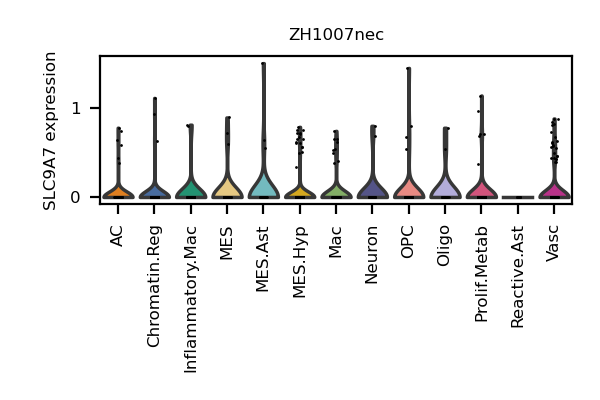 ZH1007nec
SLC9A7 expression
1
0
AC
Chromatin.Reg
Inflammatory.Mac
MES
MES.Ast
MES.Hyp
Mac
Neuron
OPC
Oligo
Prolif.Metab
Reactive.Ast
Vasc